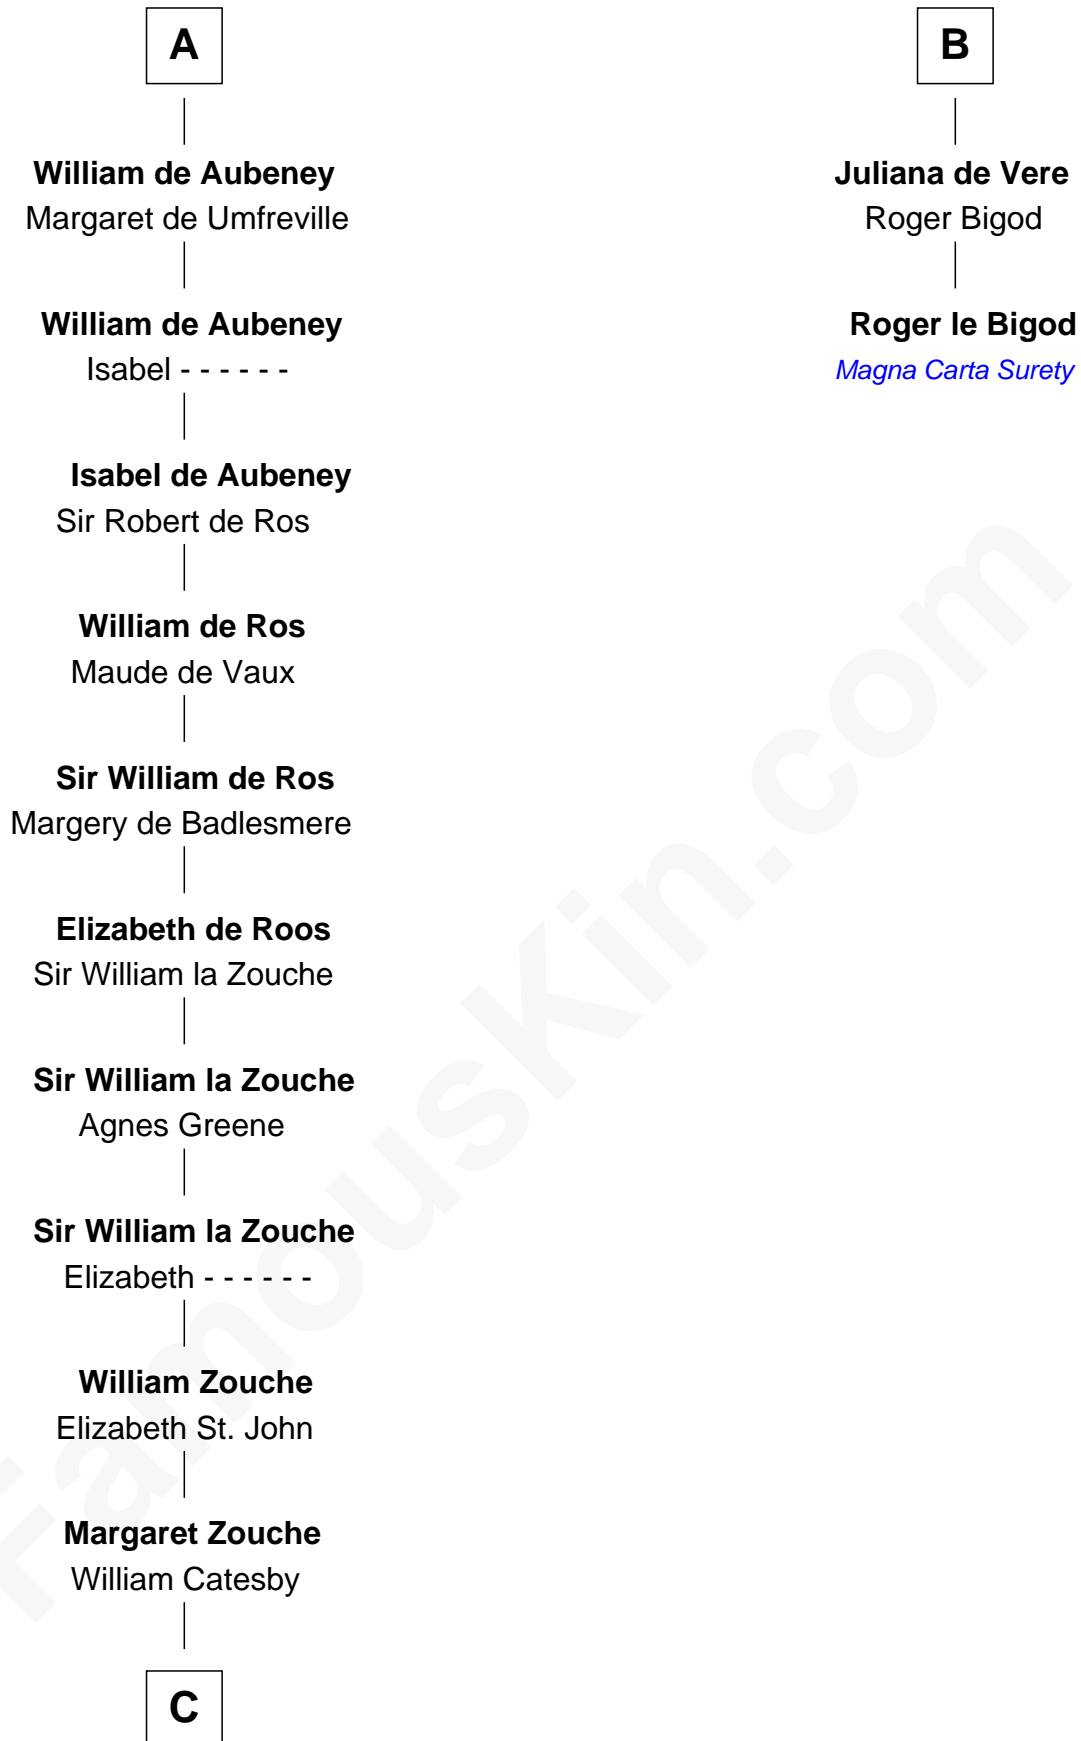 A
William de Aubeney
Margaret de Umfreville
William de Aubeney
Isabel - - - - - -
Isabel de Aubeney
Sir Robert de Ros
William de Ros
Maude de Vaux
Sir William de Ros
Margery de Badlesmere
Elizabeth de Roos
Sir William la Zouche
Sir William la Zouche
Agnes Greene
Sir William la Zouche
Elizabeth - - - - - -
William Zouche
Elizabeth St. John
Margaret Zouche
William Catesby
C
B
Juliana de Vere
Roger Bigod
Roger le Bigod
Magna Carta Surety
FamousKin.com